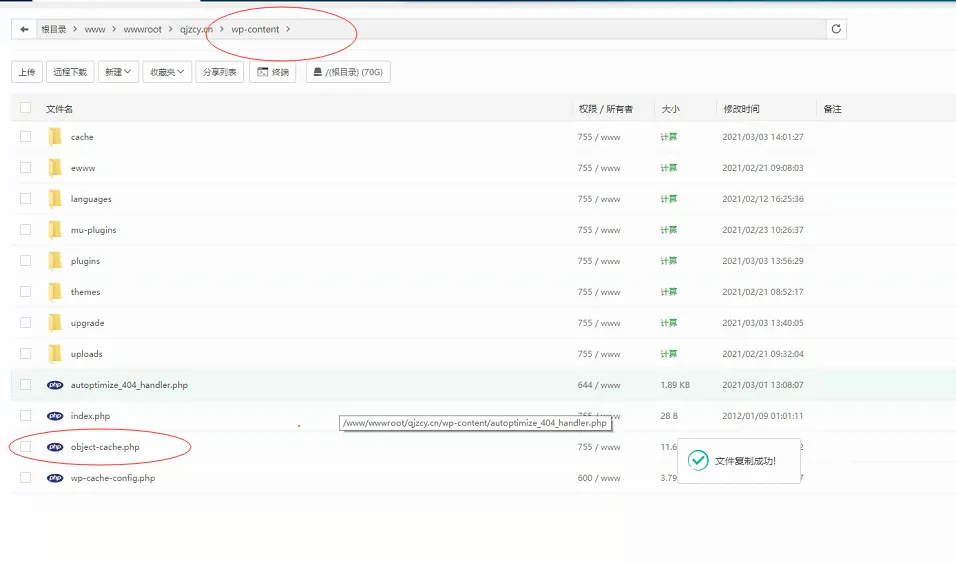 根目录 > www > wwwroot > qjzcy.cn > wp-content >
上传 远程下载 新建 收藏夹 分享列表 终端 /(根目录) (70G)
文件名 权限 / 所有者 大小 修改时间 备注
cache 755 / www 计算 2021/03/03 14:01:27
ewww 755 / www 计算 2021/02/21 09:08:03
languages 755 / www 计算 2021/02/12 16:25:36
mu-plugins 755 / www 计算 2021/02/23 10:26:37
plugins 755 / www 计算 2021/03/03 13:56:29
themes 755 / www 计算 2021/02/21 08:52:17
upgrade 755 / www 计算 2021/03/03 13:40:05
uploads 755 / www 计算 2021/02/21 09:32:04
php autoptimize_404_handler.php 644 / www 1.89 KB 2021/03/01 13:08:07
php index.php 755 / www 28 B 2012/01/09 01:01:11
/www/wwwroot/qjzcy.cn/wp-content/autoptimize_404_handler.php
php object-cache.php 755 / www 11.6 2
文件复制成功!
php wp-cache-config.php 600 / www 3.79 7